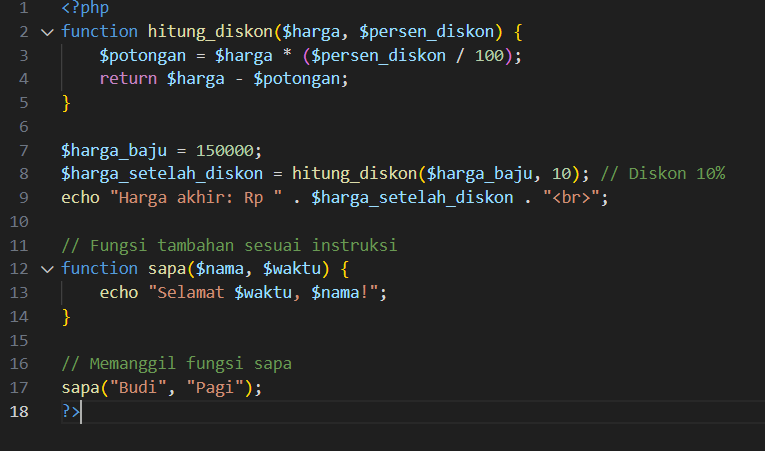 1 <?php
2 function hitung_diskon($harga, $persen_diskon) {
3     $potongan = $harga * ($persen_diskon / 100);
4     return $harga - $potongan;
5 }
6
7 $harga_baju = 150000;
8 $harga_setelah_diskon = hitung_diskon($harga_baju, 10); // Diskon 10%
9 echo "Harga akhir: Rp " . $harga_setelah_diskon . "<br>";
10
11 // Fungsi tambahan sesuai instruksi
12 function sapa($nama, $waktu) {
13     echo "Selamat $waktu, $nama!";
14 }
15
16 // Memanggil fungsi sapa
17 sapa("Budi", "Pagi");
18 ?>